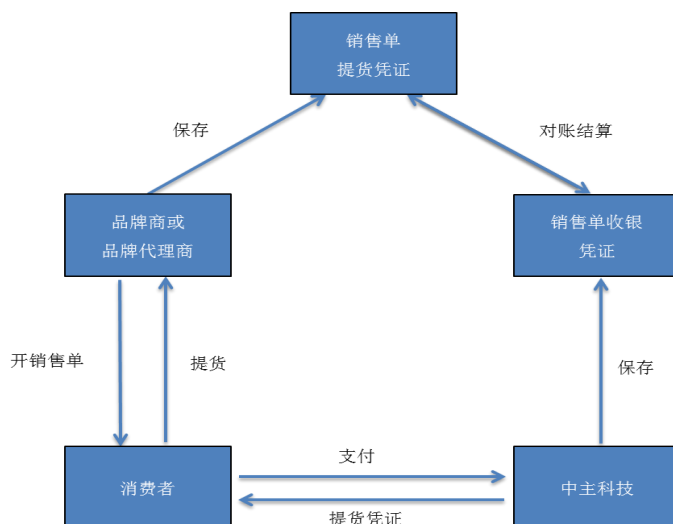 销售单
提货凭证
保存
对账结算
品牌商或
品牌代理商
销售单收银
凭证
开销售单
提货
保存
支付
消费者
中主科技
提货凭证